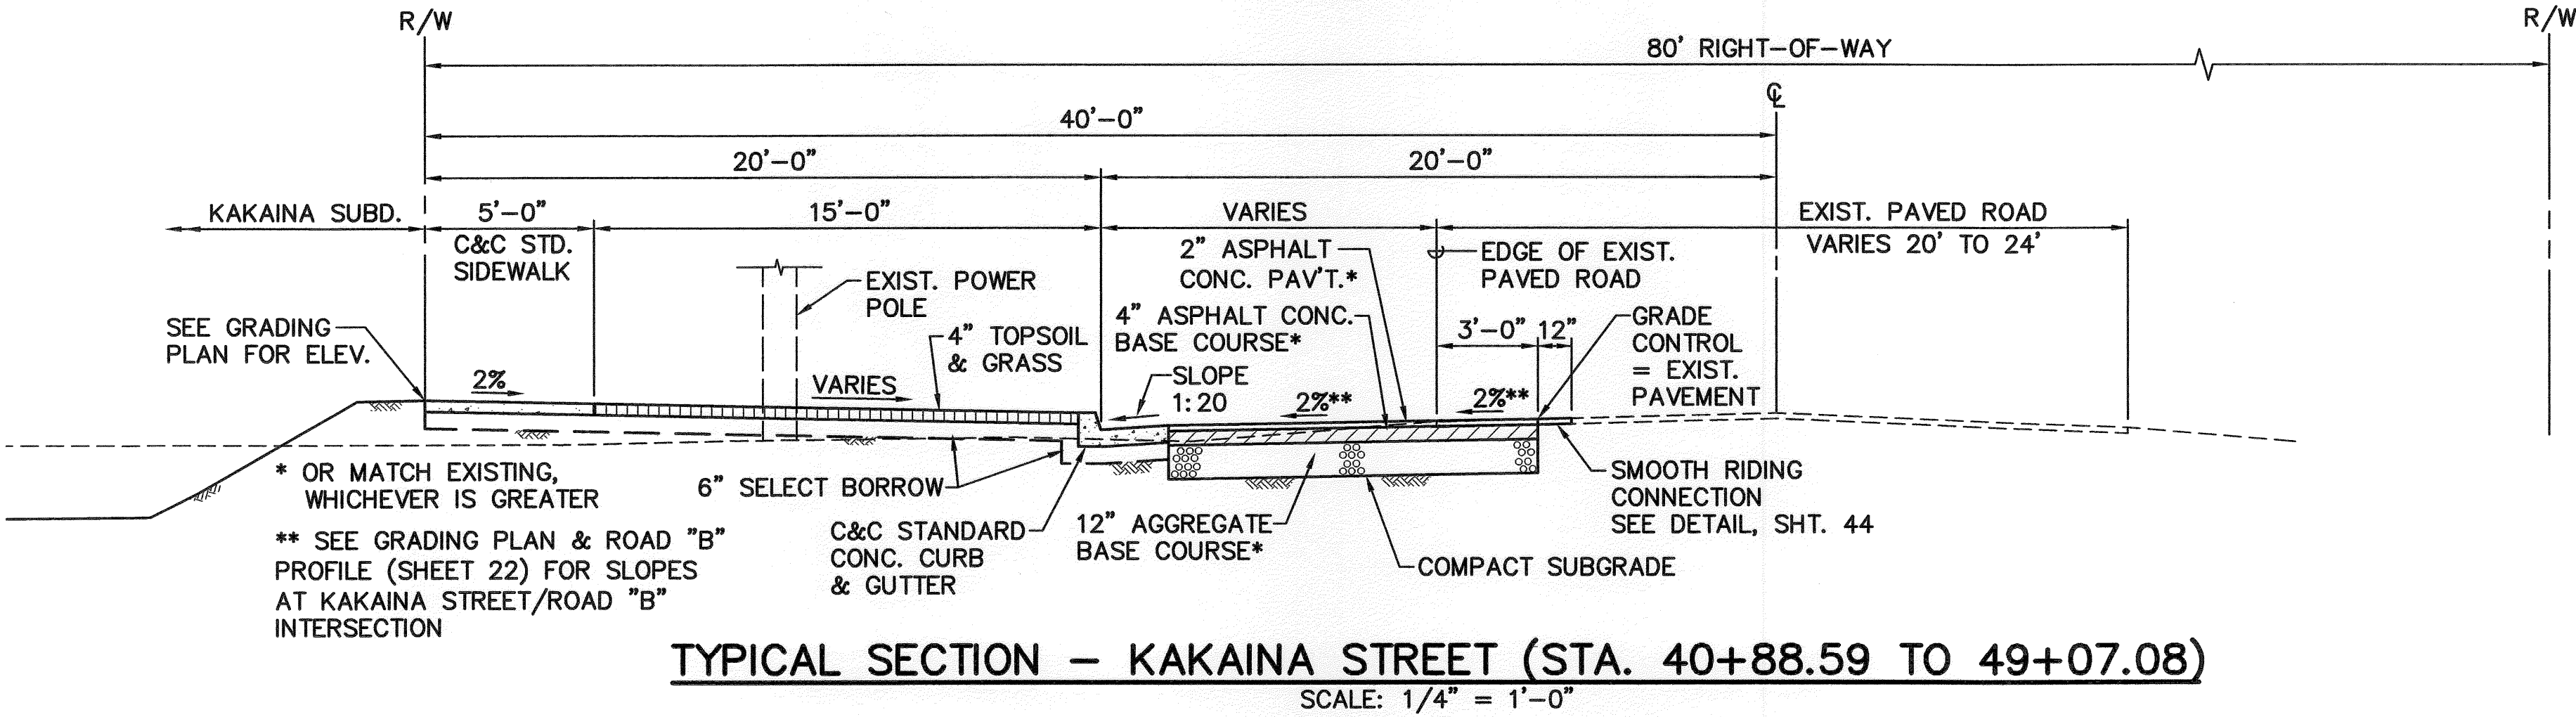 R/W
R/W
80' RIGHT-OF-WAY
℄
40'-0"
20'-0"
20'-0"
KAKAINA SUBD.
5'-0"
15'-0"
VARIES
EXIST. PAVED ROAD
VARIES 20' TO 24'
C&C STD.
SIDEWALK
2" ASPHALT
CONC. PAV'T.*
EDGE OF EXIST.
PAVED ROAD
EXIST. POWER
POLE
SEE GRADING
PLAN FOR ELEV.
4" TOPSOIL
& GRASS
4" ASPHALT CONC.
BASE COURSE*
3'-0"
12"
GRADE
CONTROL
= EXIST.
PAVEMENT
2%
VARIES
SLOPE
1:20
2%**
2%**
* OR MATCH EXISTING,
WHICHEVER IS GREATER
6" SELECT BORROW
SMOOTH RIDING
CONNECTION
SEE DETAIL, SHT. 44
** SEE GRADING PLAN & ROAD "B"
PROFILE (SHEET 22) FOR SLOPES
AT KAKAINA STREET/ROAD "B"
INTERSECTION
C&C STANDARD
CONC. CURB
& GUTTER
12" AGGREGATE
BASE COURSE*
COMPACT SUBGRADE
TYPICAL SECTION - KAKAINA STREET (STA. 40+88.59 TO 49+07.08)
SCALE: 1/4" = 1'-0"